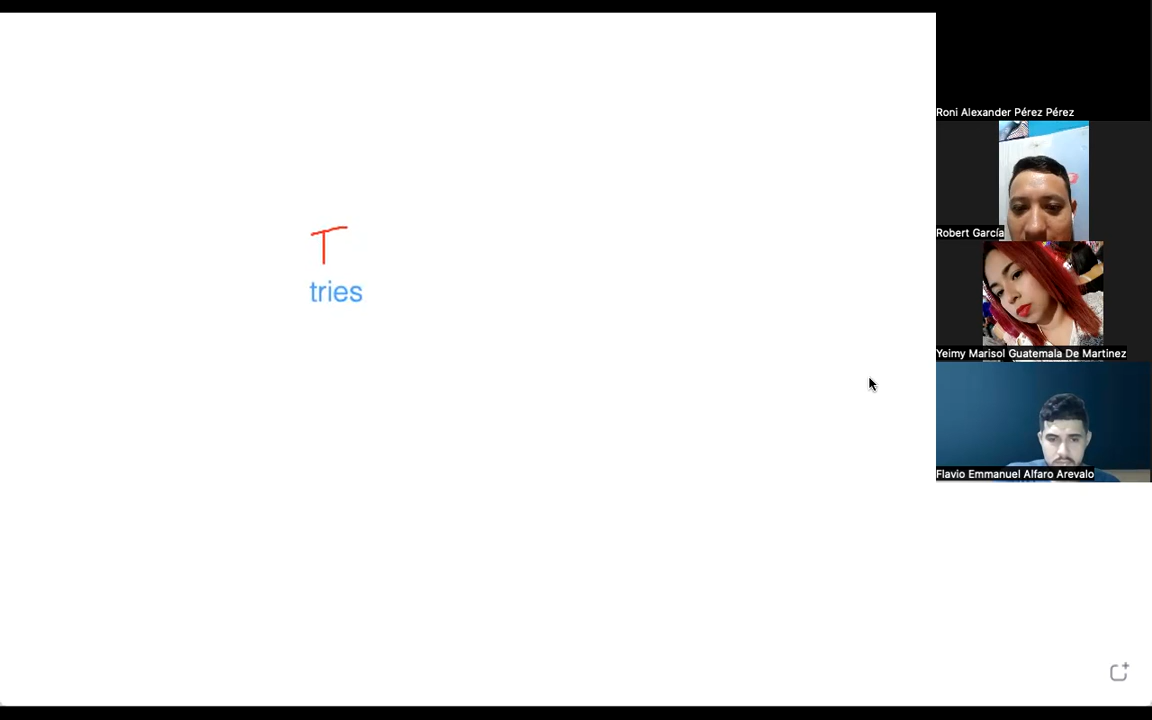 T
tries
Roni Alexander Pérez Pérez
Robert García
Yeimy Marisol Guatemala De Martinez
Flavio Emmanuel Alfaro Arevalo